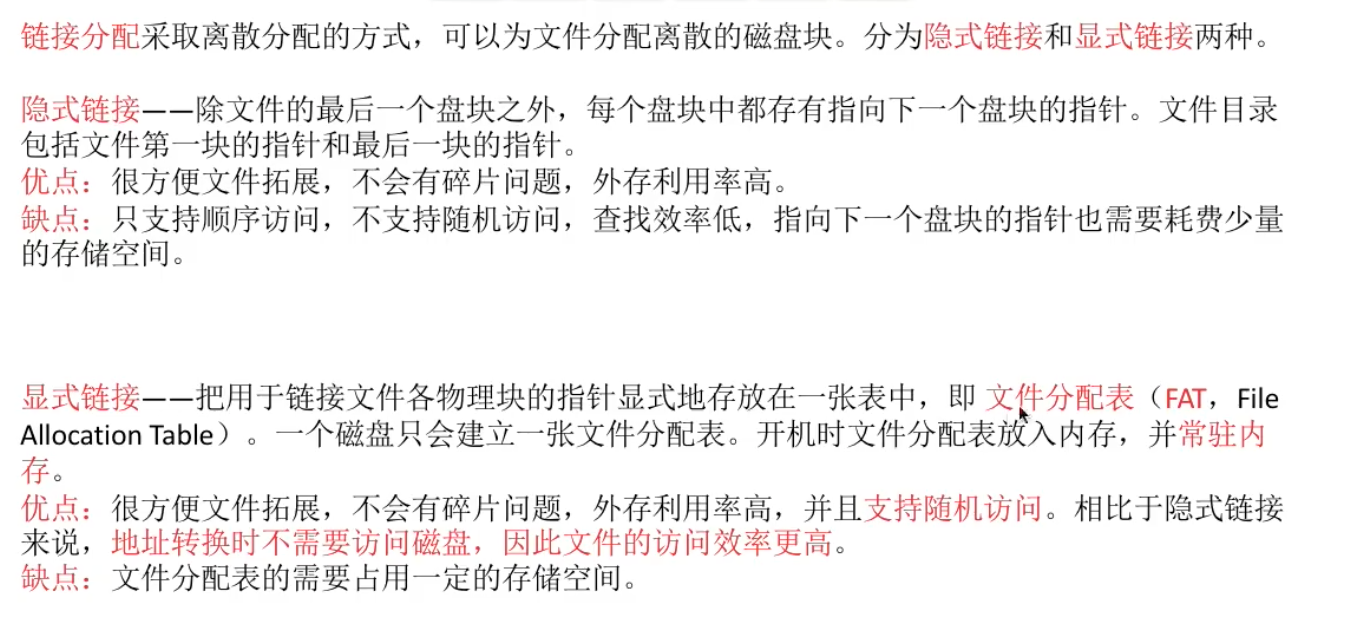 链接分配采取离散分配的方式，可以为文件分配离散的磁盘块。分为隐式链接和显式链接两种。
隐式链接——除文件的最后一个盘块之外，每个盘块中都存有指向下一个盘块的指针。文件目录
包括文件第一块的指针和最后一块的指针。
优点：很方便文件拓展，不会有碎片问题，外存利用率高。
缺点：只支持顺序访问，不支持随机访问，查找效率低，指向下一个盘块的指针也需要耗费少量
的存储空间。
显式链接——把用于链接文件各物理块的指针显式地存放在一张表中，即 文件分配表（FAT，File
Allocation Table）。一个磁盘只会建立一张文件分配表。开机时文件分配表放入内存，并常驻内
存。
优点：很方便文件拓展，不会有碎片问题，外存利用率高，并且支持随机访问。相比于隐式链接
来说，地址转换时不需要访问磁盘，因此文件的访问效率更高。
缺点：文件分配表的需要占用一定的存储空间。